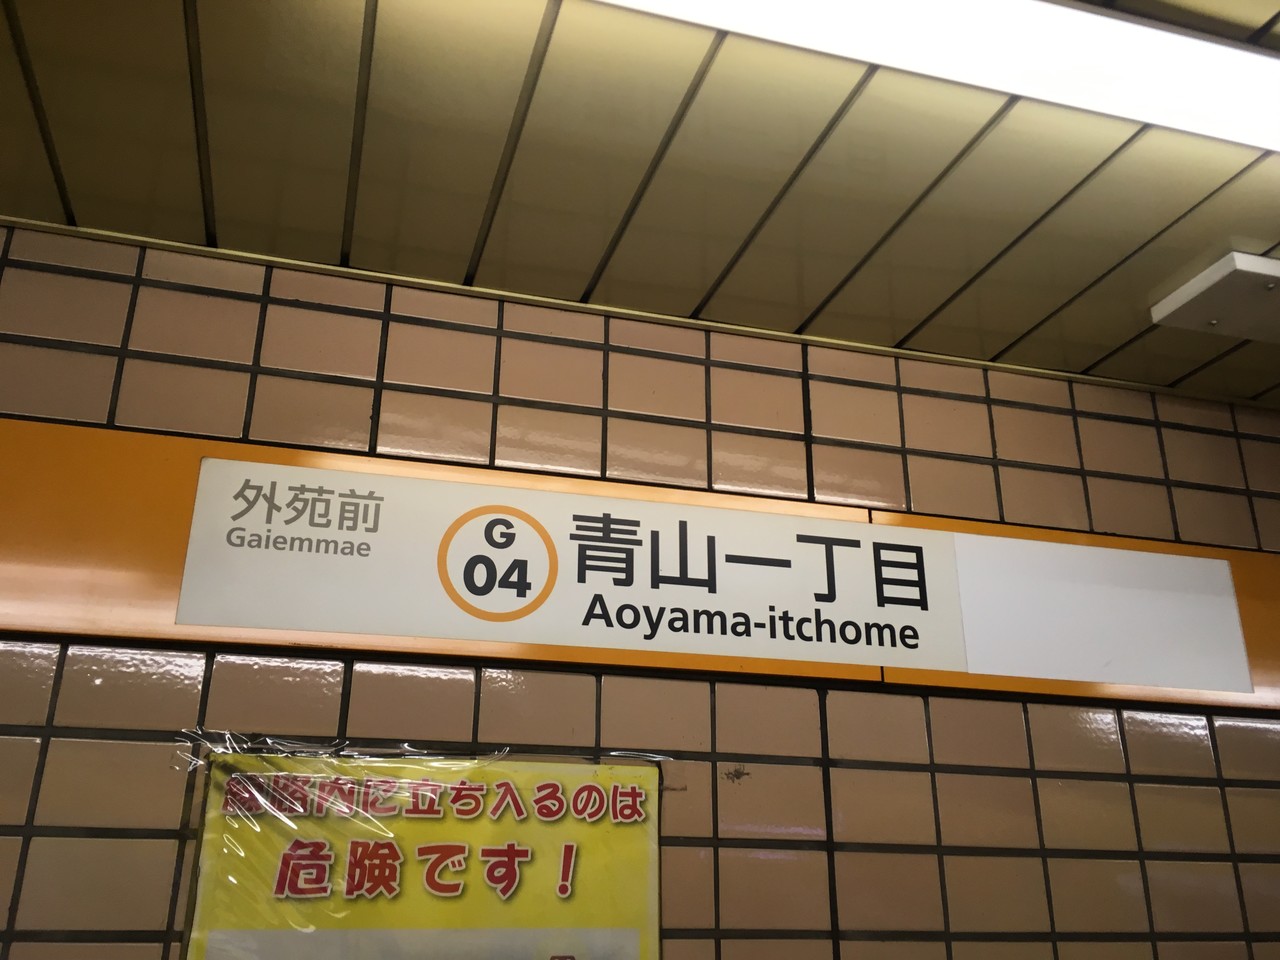 外苑前
Gaiemmae
G
04
青山一丁目
Aoyama-itchome
線路内に立ち入るのは
危険です！